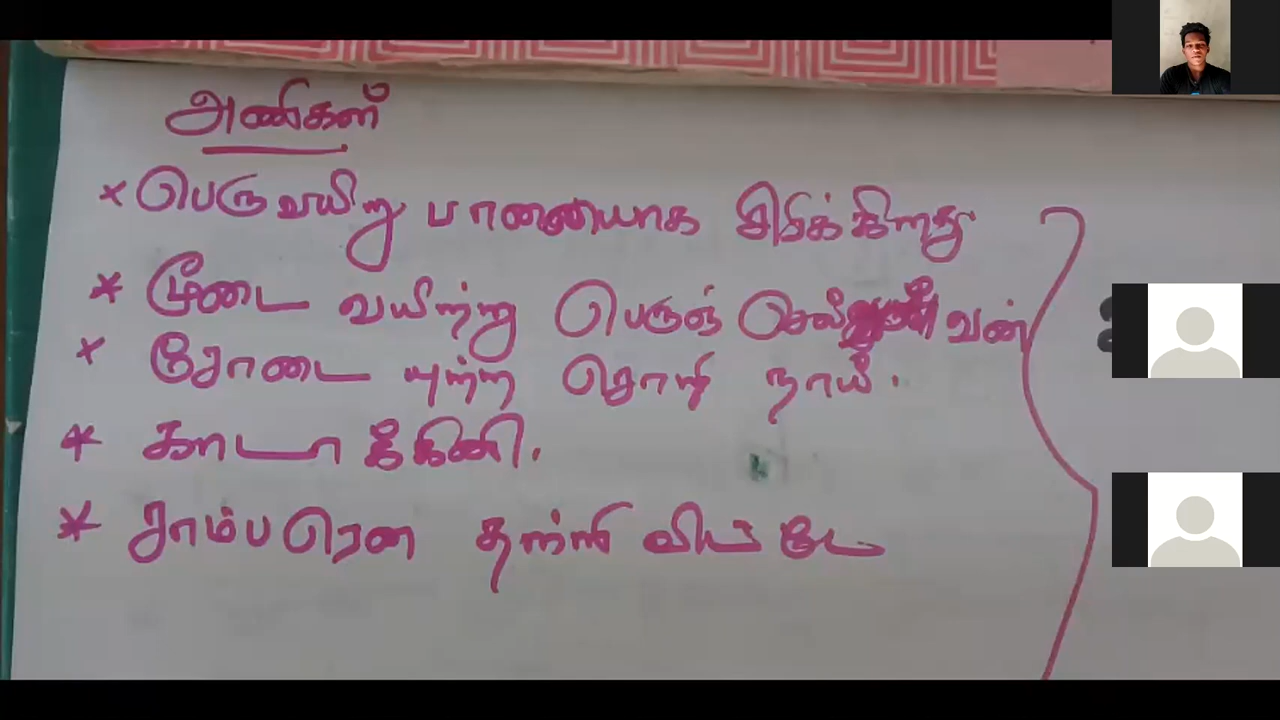 அணிகள்
* பெருவயிறு பானையாக சிரிக்கிறது
* மூடை வயிற்று பெருஞ் செல் வன்
* சோடை யுற்ற சொறி நாய்.
* காடாக்கினி.
* சாம்பரென தள்ளி விட்டே